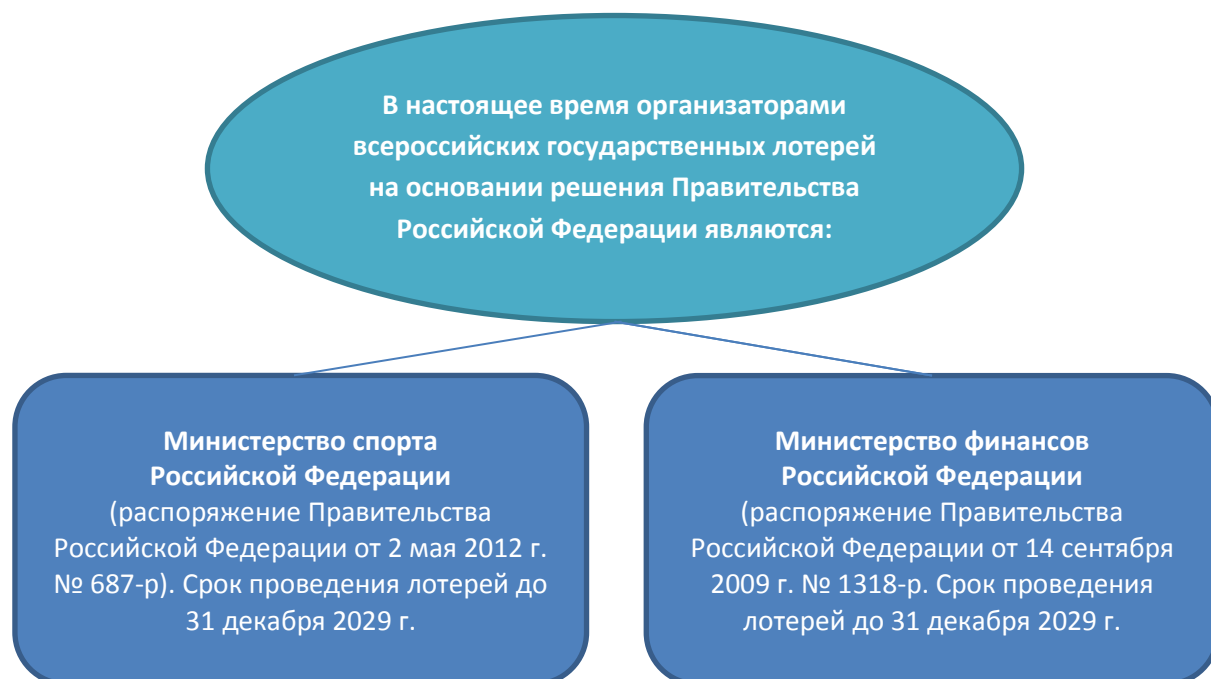 В настоящее время организаторами
всероссийских государственных лотерей
на основании решения Правительства
Российской Федерации являются:
Министерство спорта
Российской Федерации
(распоряжение Правительства
Российской Федерации от 2 мая 2012 г.
№ 687-р). Срок проведения лотерей до
31 декабря 2029 г.
Министерство финансов
Российской Федерации
(распоряжение Правительства
Российской Федерации от 14 сентября
2009 г. № 1318-р. Срок проведения
лотерей до 31 декабря 2029 г.